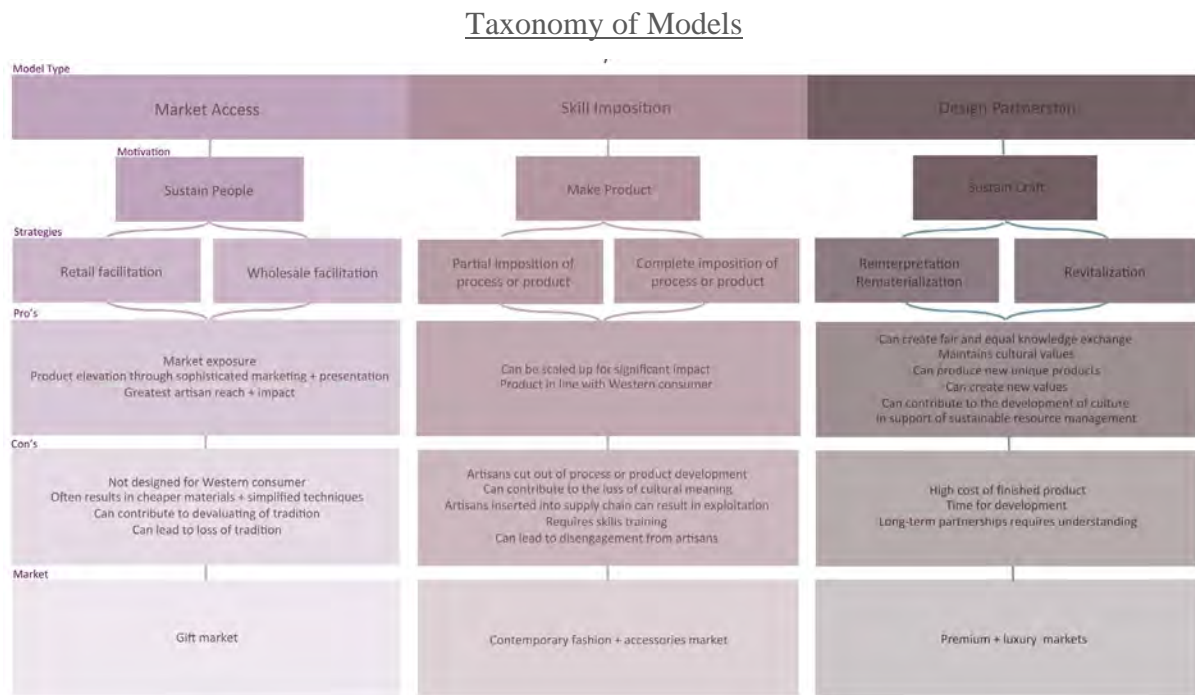 Taxonomy of Models
Model Type
Market Access
Skill Imposition
Design Partnership
Motivation
Sustain People
Make Product
Sustain Craft
Strategies
Retail facilitation
Wholesale facilitation
Partial imposition of
process or product
Complete imposition of
process or product
Reinterpretation
Rematerialization
Revitalization
Pro's
Market exposure
Product elevation through sophisticated marketing + presentation
Greatest artisan reach + impact
Can be scaled up for significant impact
Product in line with Western consumer
Can create fair and equal knowledge exchange
Maintains cultural values
Can produce new unique products
Can create new values
Can contribute to the development of culture
In support of sustainable resource management
Con's
Not designed for Western consumer
Often results in cheaper materials + simplified techniques
Can contribute to devaluating of tradition
Can lead to loss of tradition
Artisans cut out of process or product development
Can contribute to the loss of cultural meaning
Artisans inserted into supply chain can result in exploitation
Requires skills training
Can lead to disengagement from artisans
High cost of finished product
Time for development
Long-term partnerships requires understanding
Market
Gift market
Contemporary fashion + accessories market
Premium + luxury markets